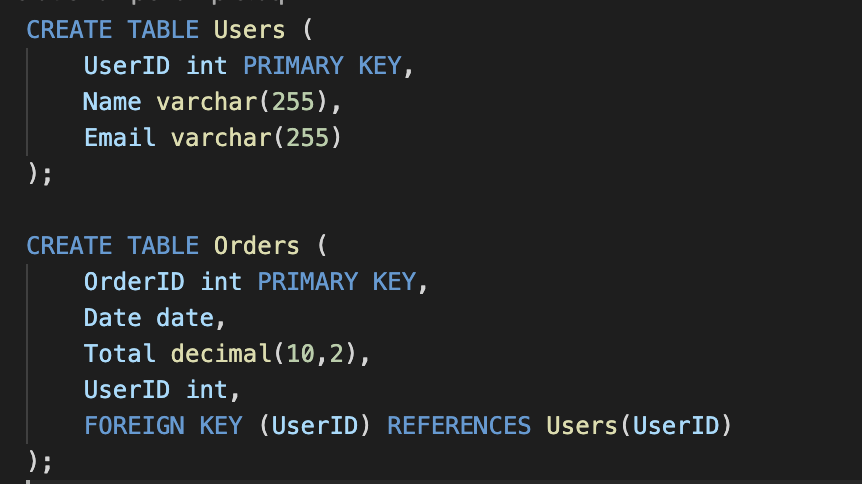 CREATE TABLE Users (
    UserID int PRIMARY KEY,
    Name varchar(255),
    Email varchar(255)
);

CREATE TABLE Orders (
    OrderID int PRIMARY KEY,
    Date date,
    Total decimal(10,2),
    UserID int,
    FOREIGN KEY (UserID) REFERENCES Users(UserID)
);